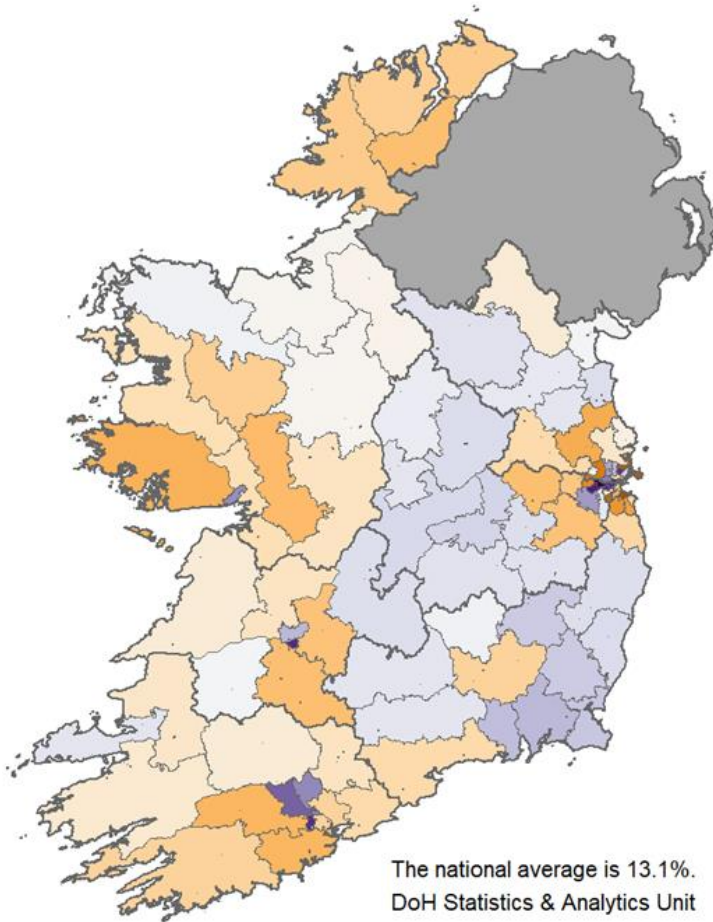 The national average is 13.1%.
DoH Statistics & Analytics Unit